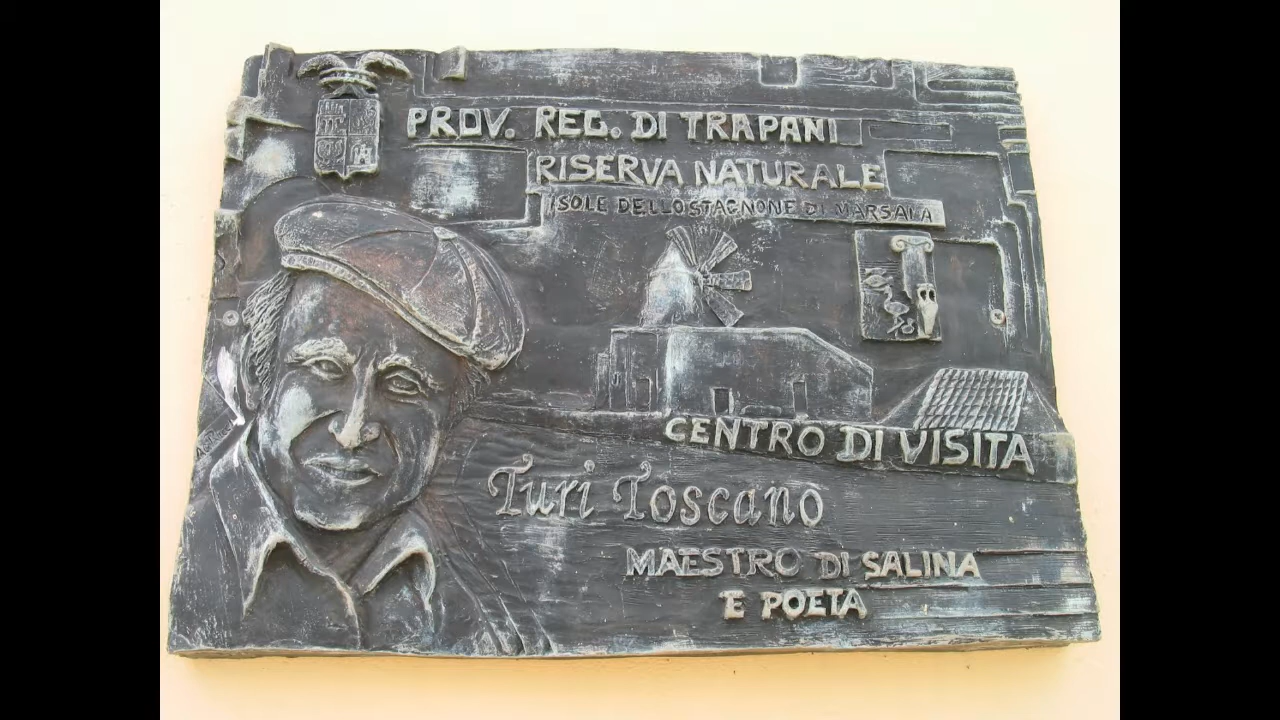 PROV. REG. DI TRAPANI
RISERVA NATURALE
ISOLE DELLO STAGNONE DI MARSALA
CENTRO DI VISITA
Turi Toscano
MAESTRO DI SALINA
E POETA